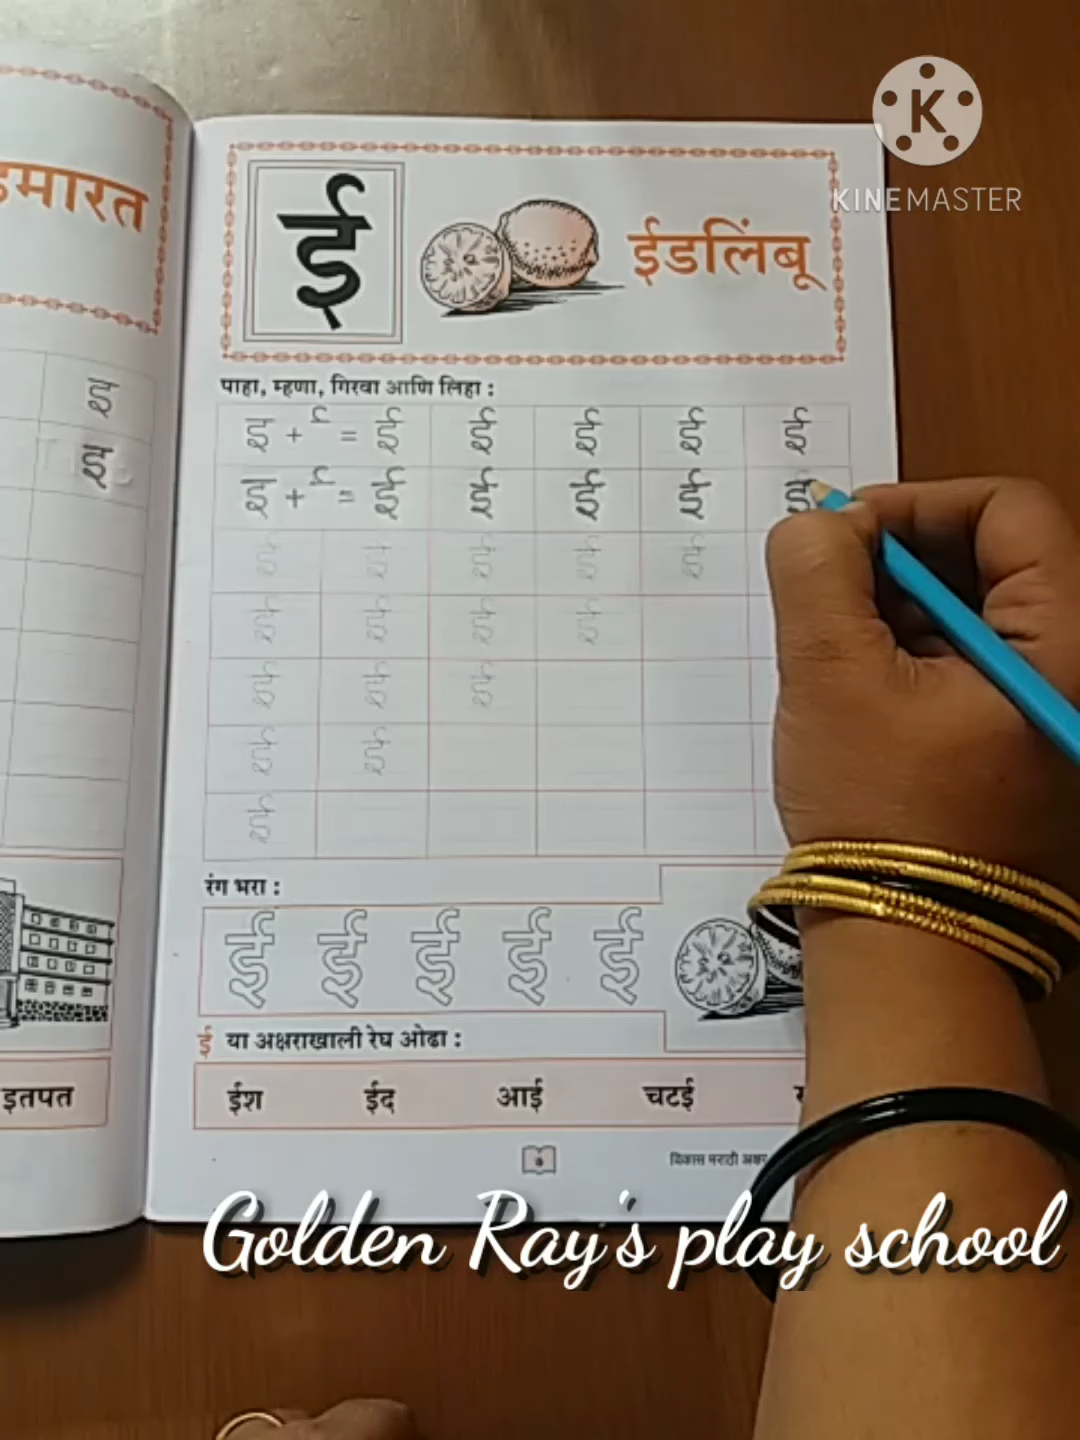 इमारत
इतपत
K
KINEMASTER
ई ईडलिंबू
पाहा, म्हणा, गिरवा आणि लिहा :
इ + = ई ई ई ई ई
इ + = ई ई ई ई ई
ई ई ई ई ई
ई ई ई ई
ई ई ई
ई ई
ई
रंग भरा :
ई ई ई ई ई
ई या अक्षराखाली रेघ ओढा :
ईश ईद आई चटई
विकास मराठी
Golden Ray's play school